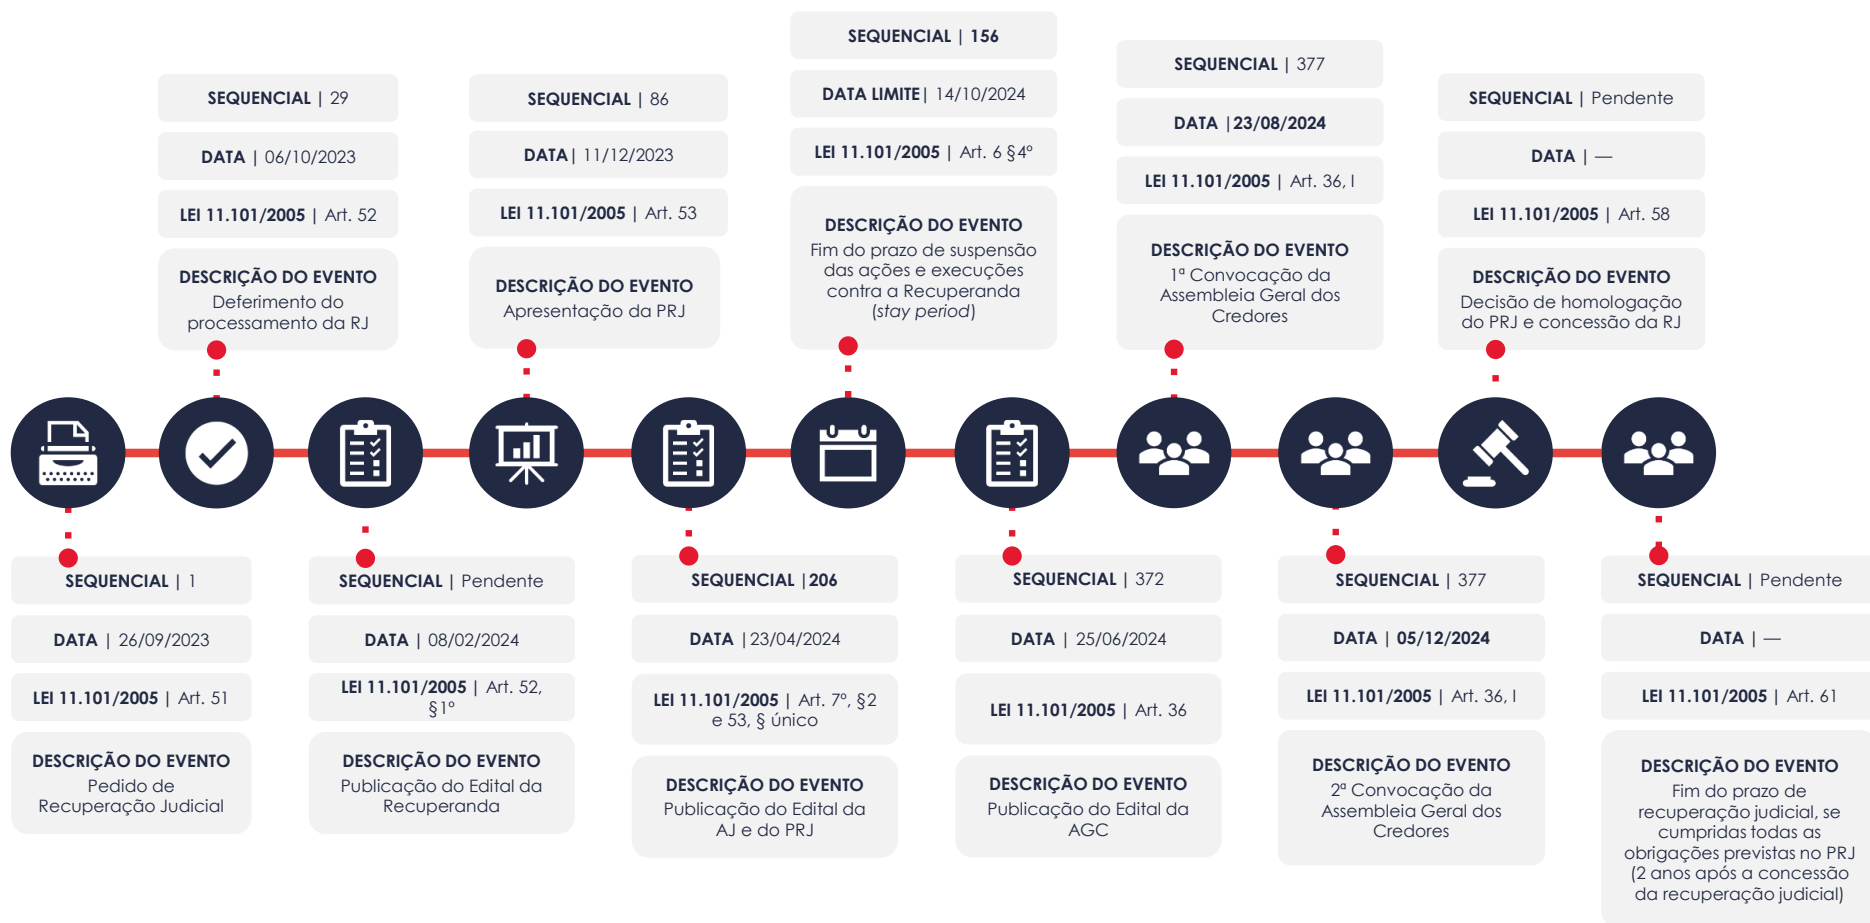 SEQUENCIAL | 29
DATA | 06/10/2023
LEI 11.101/2005 | Art. 52
DESCRIÇÃO DO EVENTO
Deferimento do
processamento da RJ
SEQUENCIAL | 86
DATA| 11/12/2023
LEI 11.101/2005 | Art. 53
DESCRIÇÃO DO EVENTO
Apresentação da PRJ
SEQUENCIAL | 156
DATA LIMITE| 14/10/2024
LEI 11.101/2005 | Art. 6 §4º
DESCRIÇÃO DO EVENTO
Fim do prazo de suspensão
das ações e execuções
contra a Recuperanda
(stay period)
SEQUENCIAL | 377
DATA |23/08/2024
LEI 11.101/2005 | Art. 36, I
DESCRIÇÃO DO EVENTO
1ª Convocação da
Assembleia Geral dos
Credores
SEQUENCIAL | Pendente
DATA | —
LEI 11.101/2005 | Art. 58
DESCRIÇÃO DO EVENTO
Decisão de homologação
do PRJ e concessão da RJ
SEQUENCIAL | 1
DATA | 26/09/2023
LEI 11.101/2005 | Art. 51
DESCRIÇÃO DO EVENTO
Pedido de
Recuperação Judicial
SEQUENCIAL | Pendente
DATA | 08/02/2024
LEI 11.101/2005 | Art. 52,
§1º
DESCRIÇÃO DO EVENTO
Publicação do Edital da
Recuperanda
SEQUENCIAL |206
DATA |23/04/2024
LEI 11.101/2005 | Art. 7º, §2
e 53, § único
DESCRIÇÃO DO EVENTO
Publicação do Edital da
AJ e do PRJ
SEQUENCIAL | 372
DATA | 25/06/2024
LEI 11.101/2005 | Art. 36
DESCRIÇÃO DO EVENTO
Publicação do Edital da
AGC
SEQUENCIAL | 377
DATA | 05/12/2024
LEI 11.101/2005 | Art. 36, I
DESCRIÇÃO DO EVENTO
2ª Convocação da
Assembleia Geral dos
Credores
SEQUENCIAL | Pendente
DATA | —
LEI 11.101/2005 | Art. 61
DESCRIÇÃO DO EVENTO
Fim do prazo de
recuperação judicial, se
cumpridas todas as
obrigações previstas no PRJ
(2 anos após a concessão
da recuperação judicial)